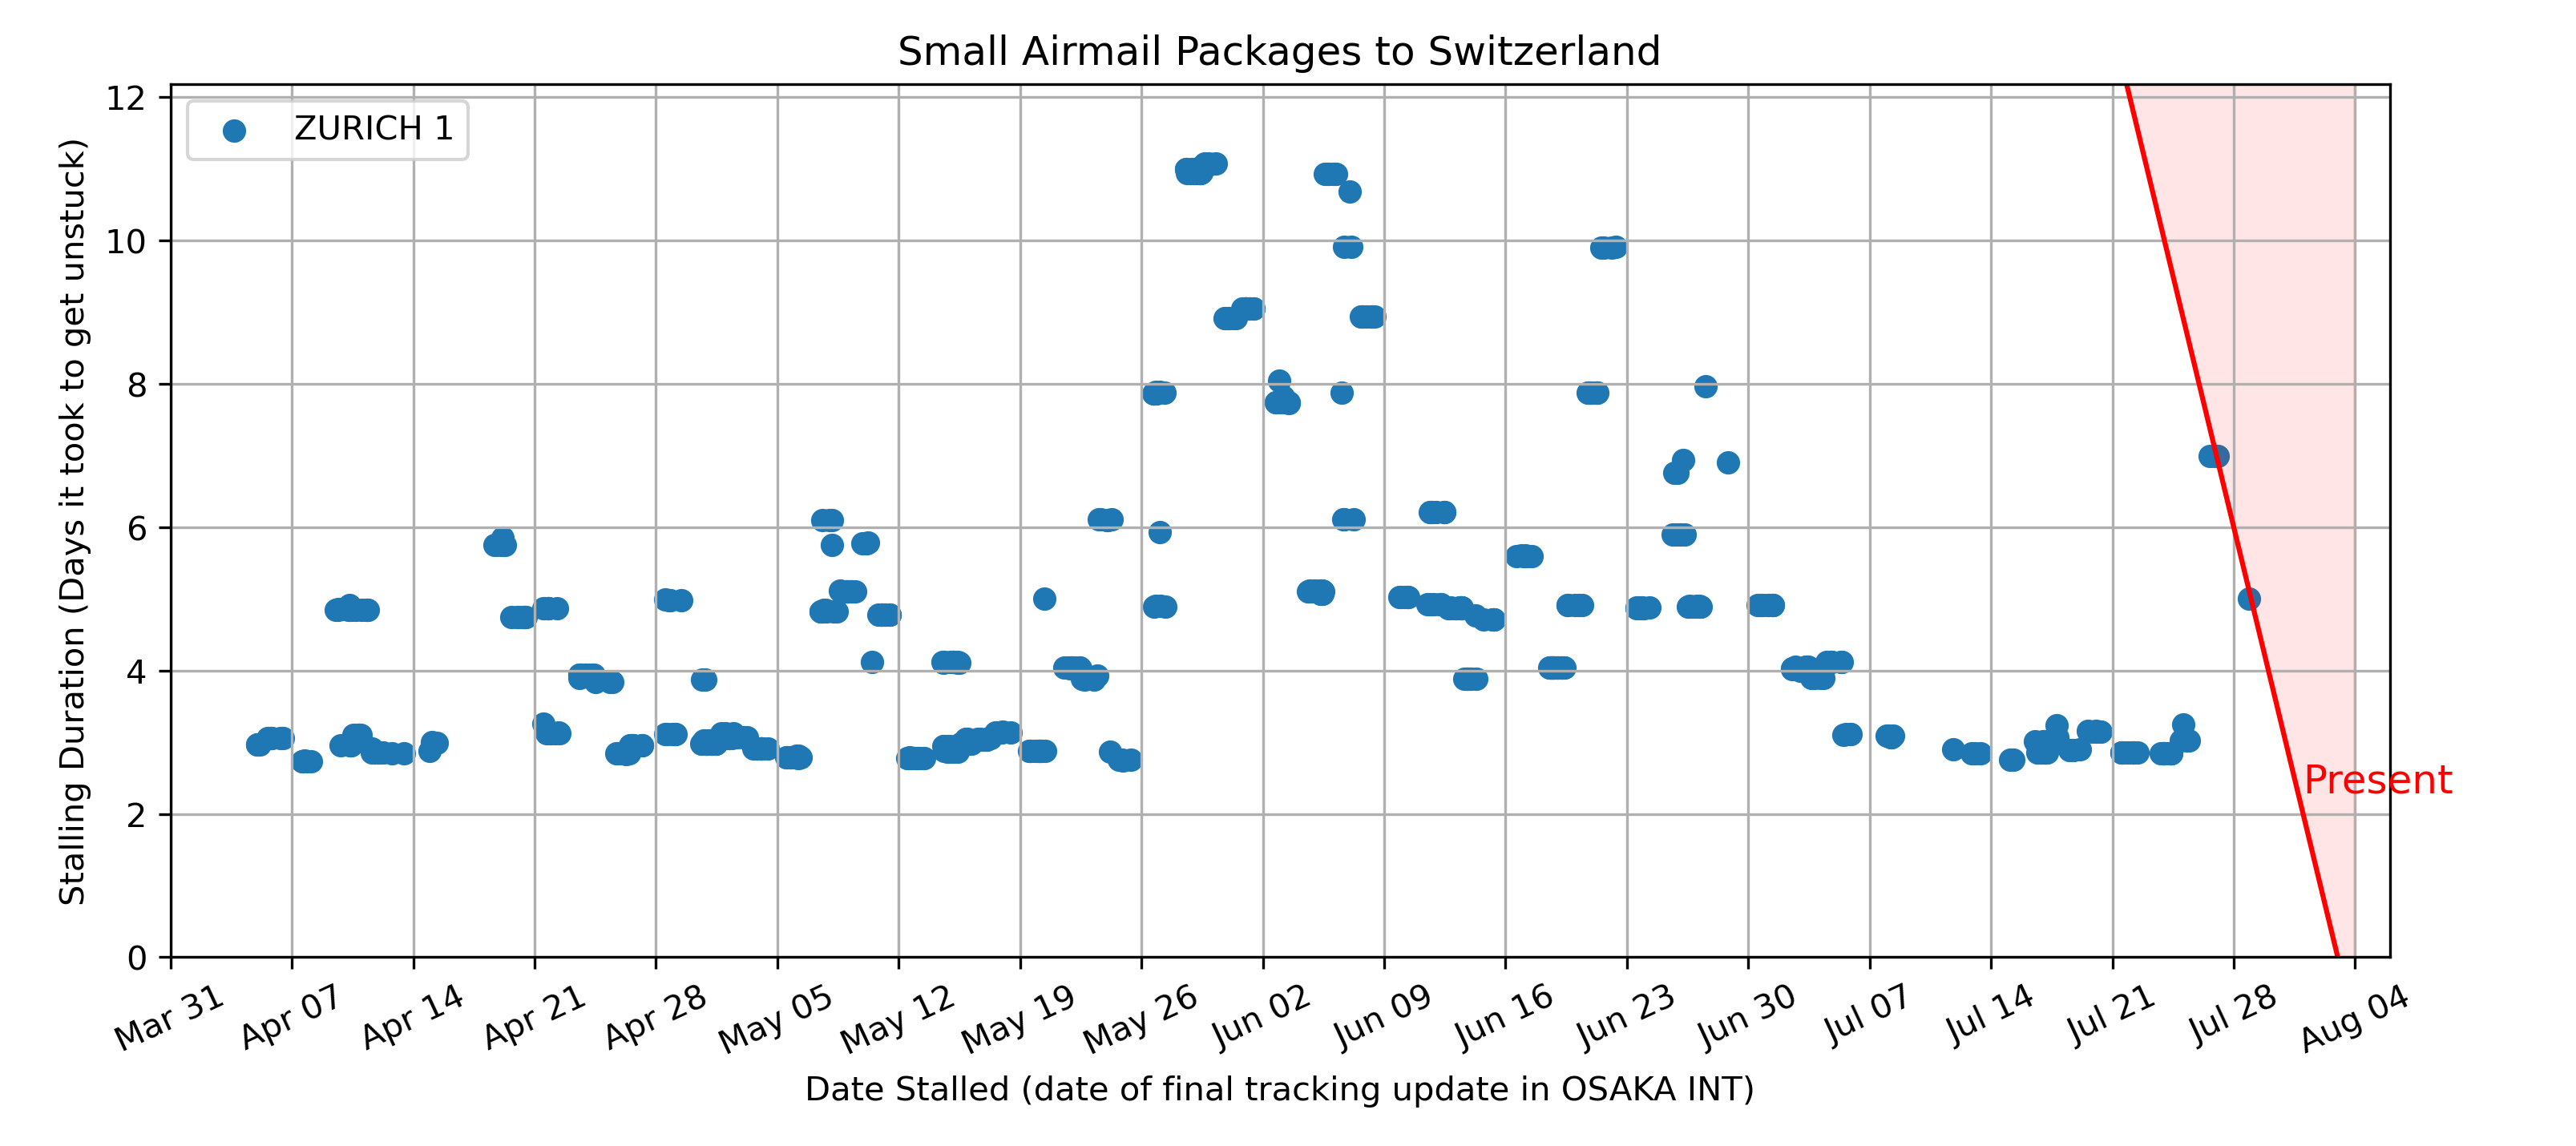 Small Airmail Packages to Switzerland
ZURICH 1
Stalling Duration (Days it took to get unstuck)
12
10
8
6
4
2
0
Present
Mar 31
Apr 07
Apr 14
Apr 21
Apr 28
May 05
May 12
May 19
May 26
Jun 02
Jun 09
Jun 16
Jun 23
Jun 30
Jul 07
Jul 14
Jul 21
Jul 28
Aug 04
Date Stalled (date of final tracking update in OSAKA INT)